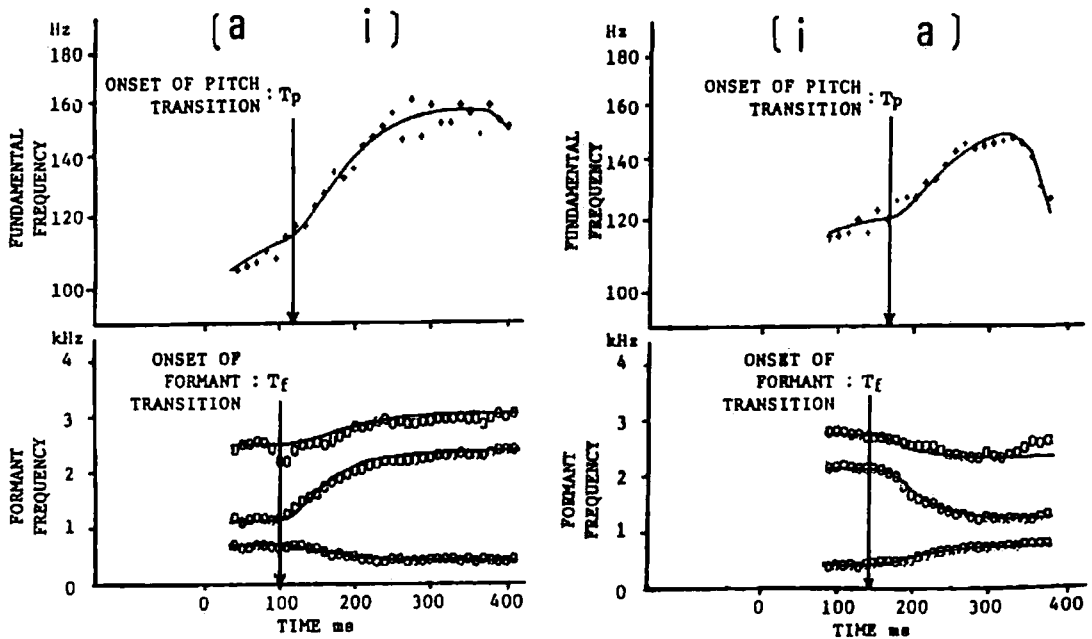 [a i]
Hz
180
160
140
120
100
FUNDAMENTAL
FREQUENCY
ONSET OF PITCH
TRANSITION : Tp
kHz
4
3
2
1
0
FORMANT
FREQUENCY
ONSET OF
FORMANT : Tf
TRANSITION
0 100 200 300 400
TIME ms
[i a]
Hz
180
160
140
120
100
FUNDAMENTAL
FREQUENCY
ONSET OF PITCH
TRANSITION : Tp
kHz
4
3
2
1
0
FORMANT
FREQUENCY
ONSET OF
FORMANT : Tf
TRANSITION
0 100 200 300 400
TIME ms